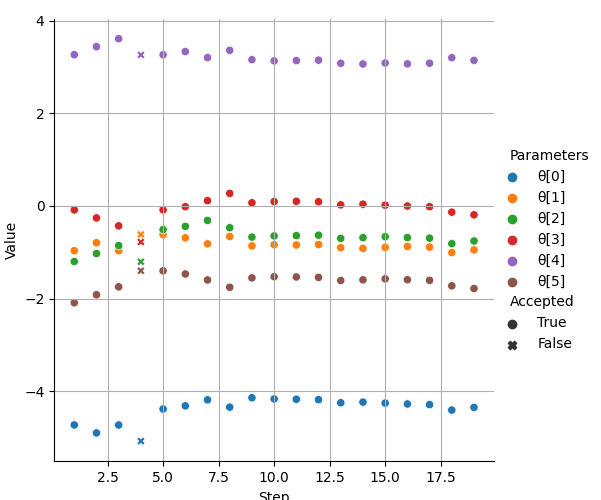 4
2
0
−2
−4
Value
2.5 5.0 7.5 10.0 12.5 15.0 17.5
Step
Parameters
θ[0]
θ[1]
θ[2]
θ[3]
θ[4]
θ[5]
Accepted
True
False